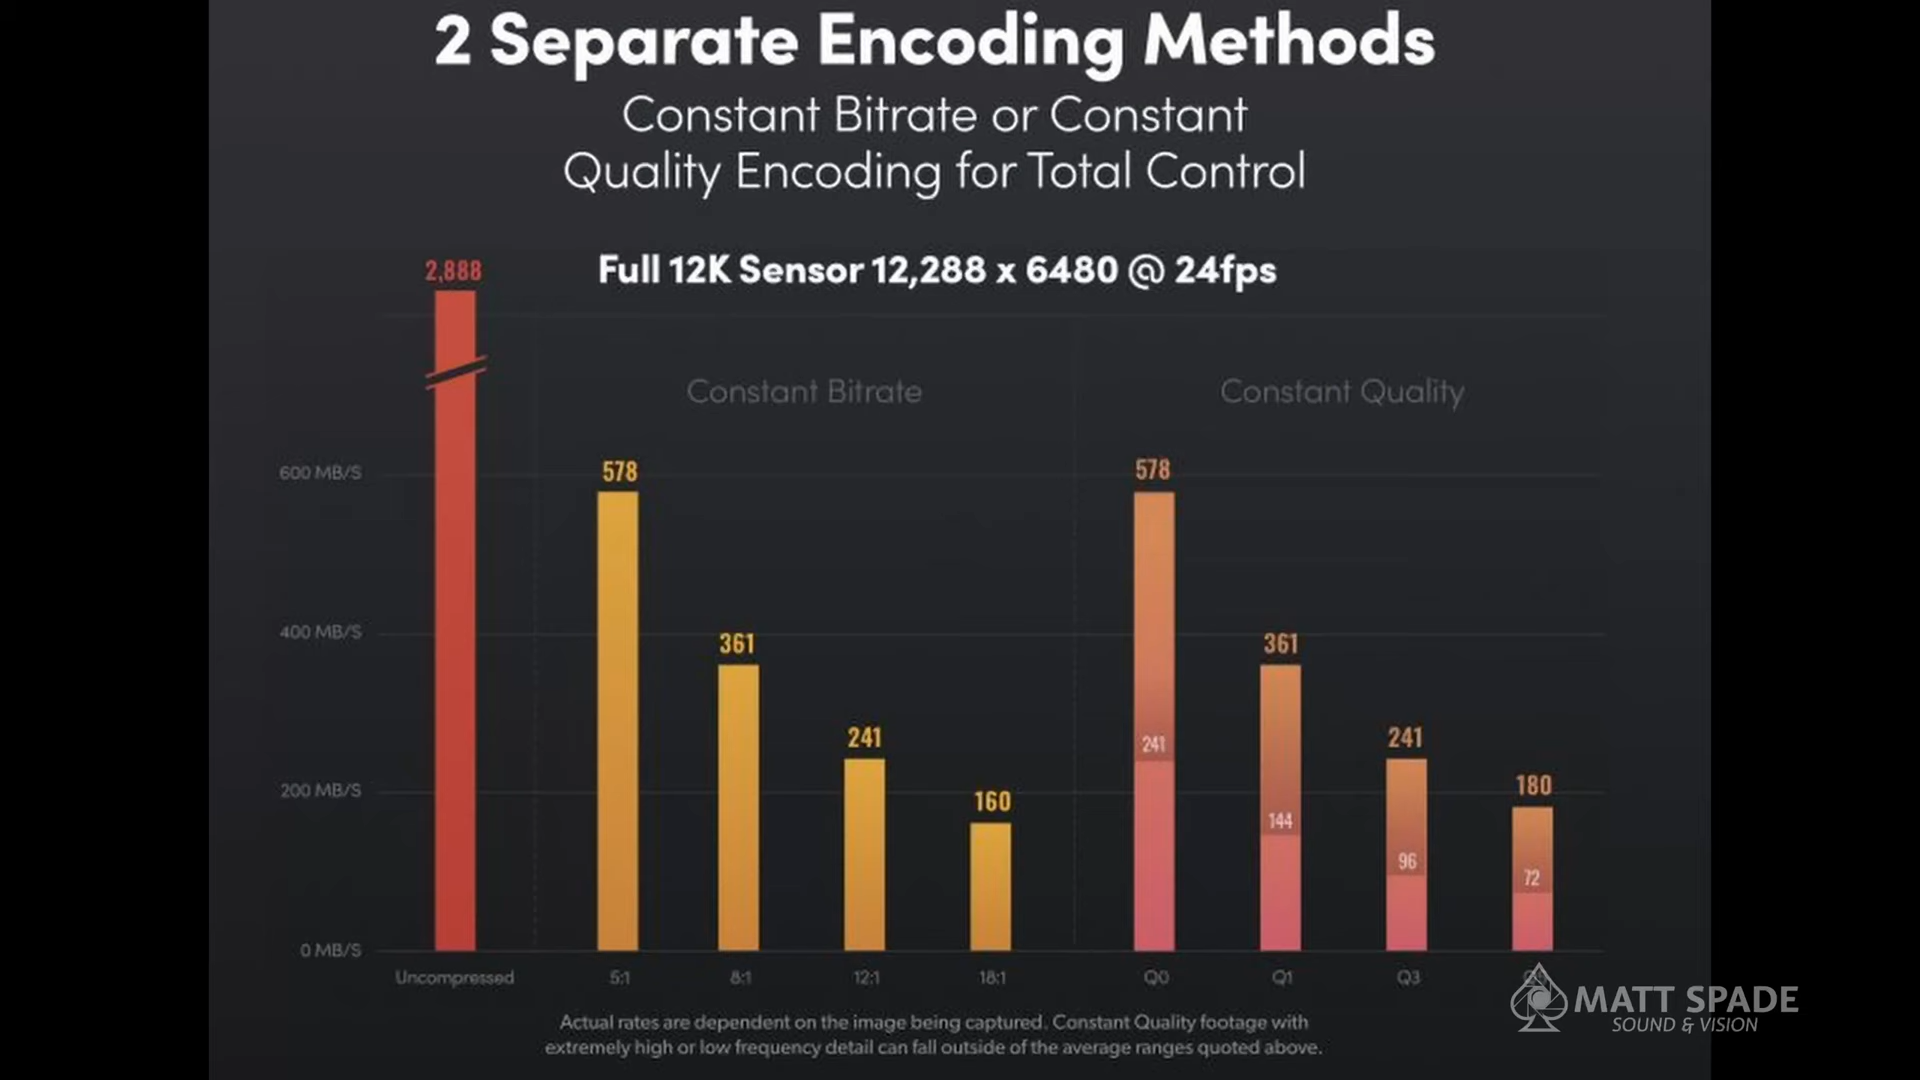 2 Separate Encoding Methods
Constant Bitrate or Constant
Quality Encoding for Total Control
Full 12K Sensor 12,288 x 6480 @ 24fps
2,888
Constant Bitrate
Constant Quality
600 MB/S
578
578
400 MB/S
361
361
241
241
241
200 MB/S
160
180
144
96
72
0 MB/S
Uncompressed
5:1
8:1
12:1
18:1
Q0
Q1
Q3
MATT SPADE
SOUND & VISION
Actual rates are dependent on the image being captured. Constant Quality footage with
extremely high or low frequency detail can fall outside of the average ranges quoted above.